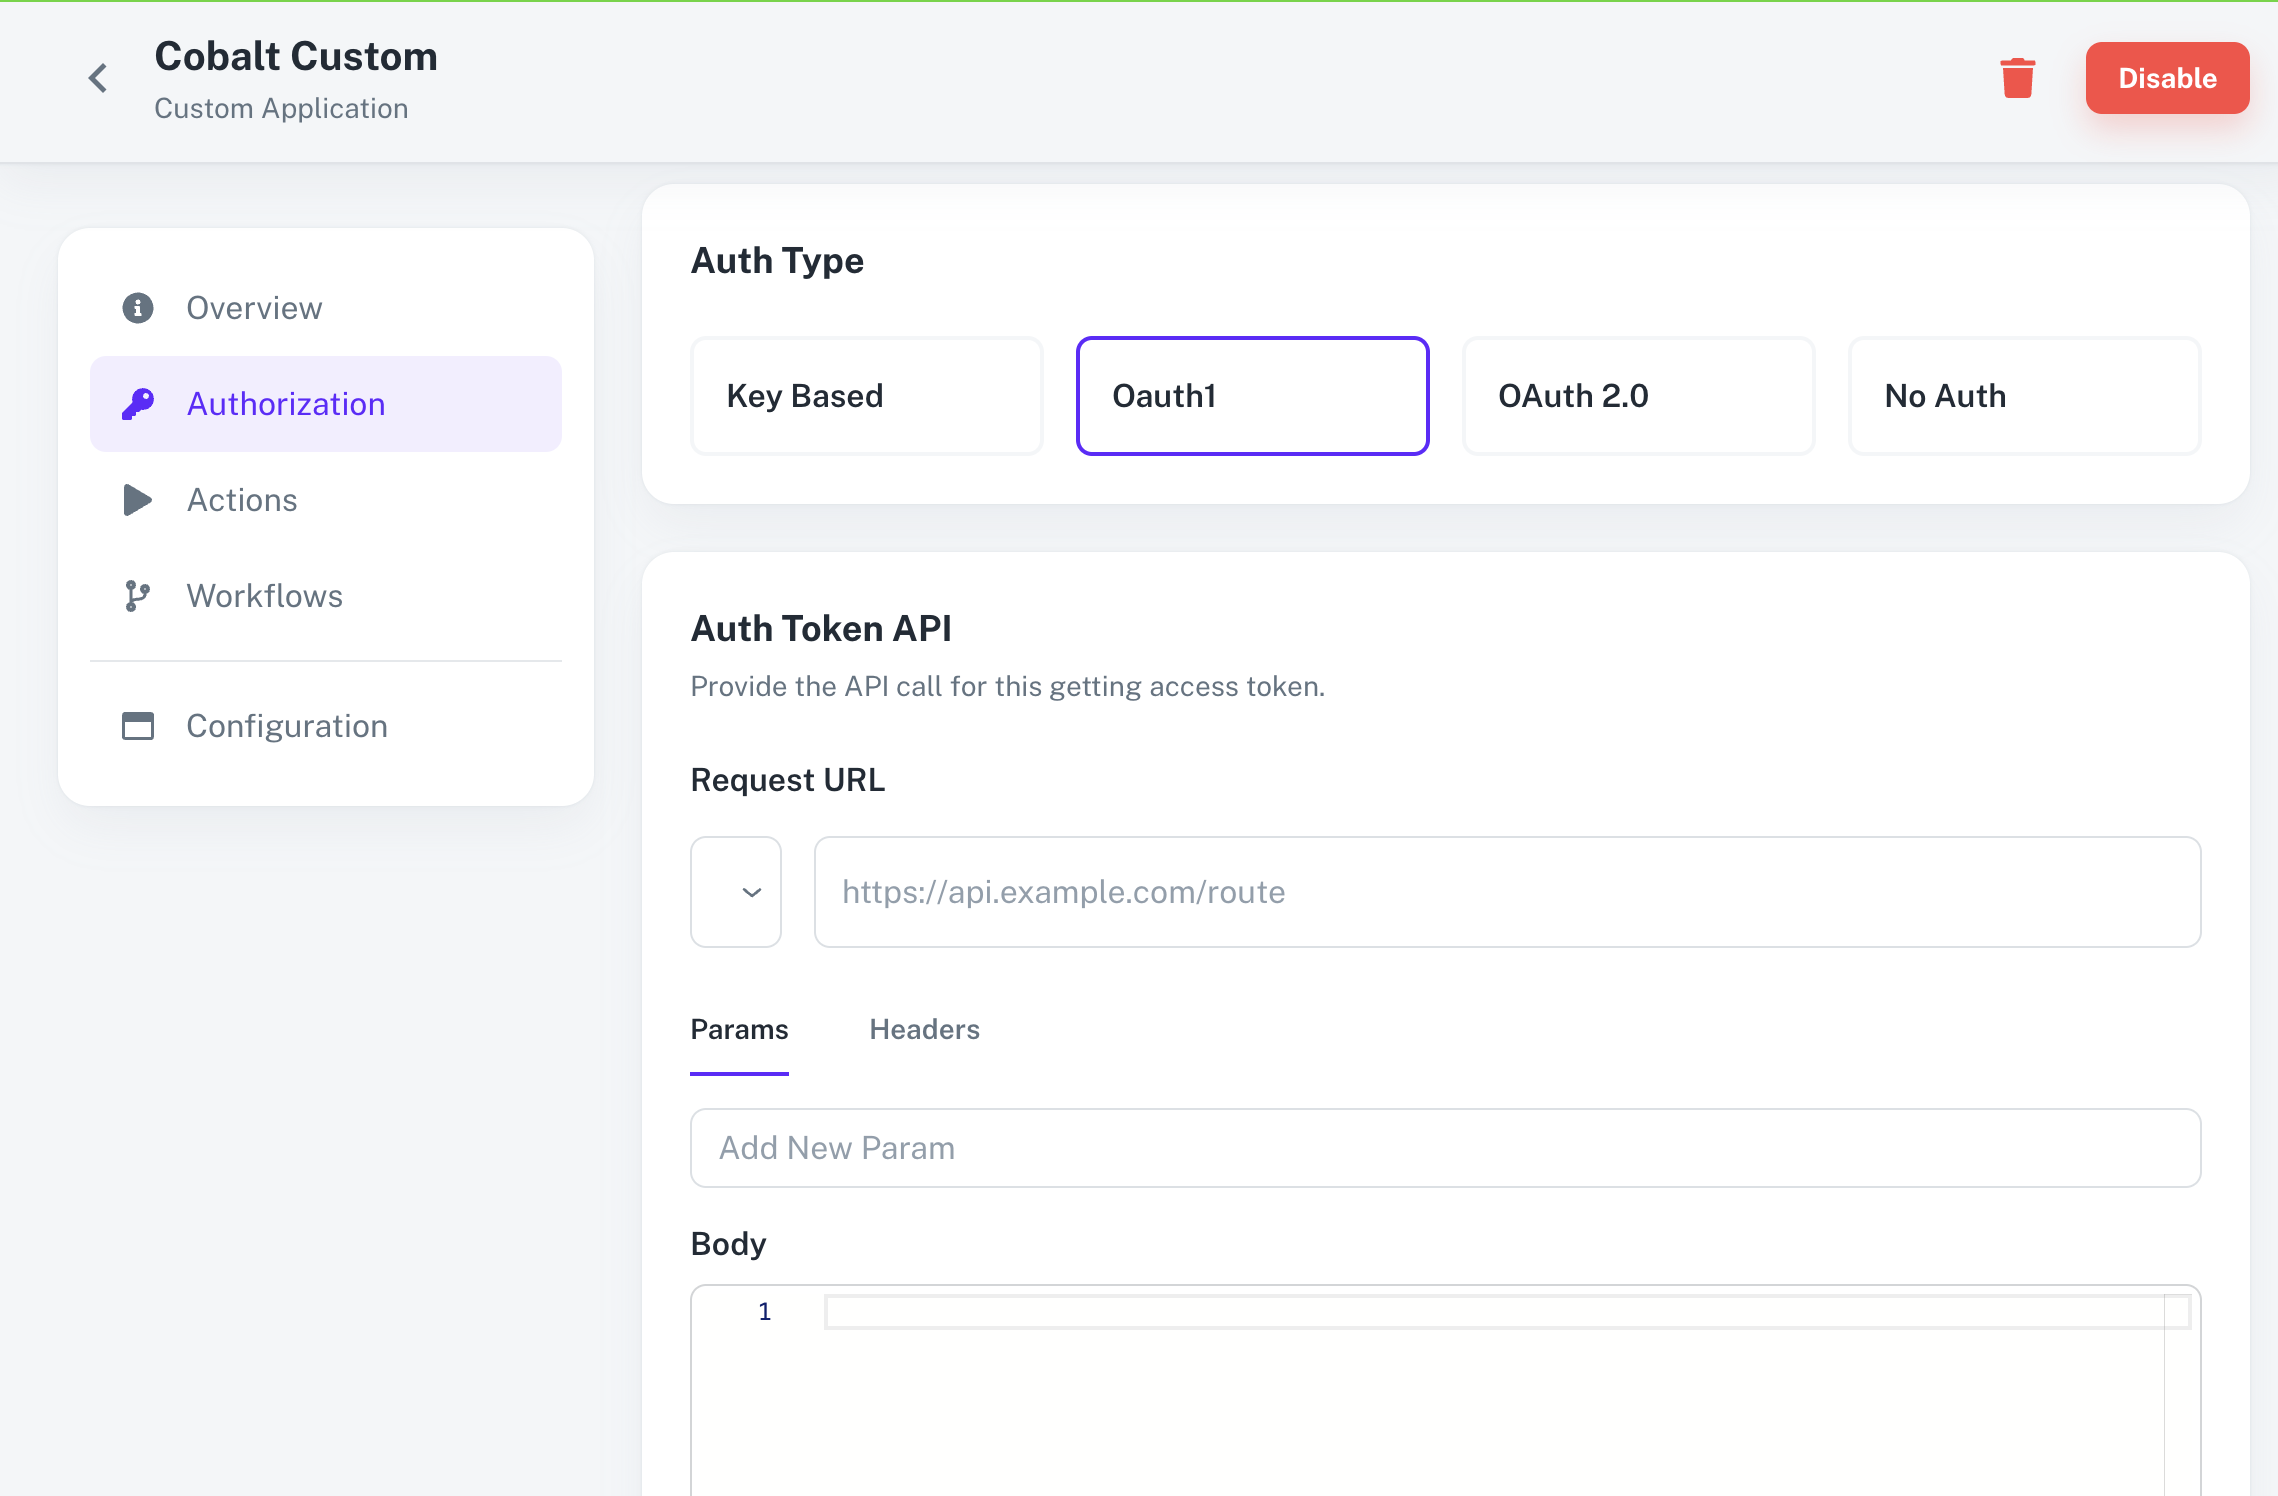 Cobalt Custom
Custom Application
Disable
Overview
Authorization
Actions
Workflows
Configuration
Auth Type
Key Based
Oauth1
OAuth 2.0
No Auth
Auth Token API
Provide the API call for this getting access token.
Request URL
https://api.example.com/route
Params
Headers
Add New Param
Body
1